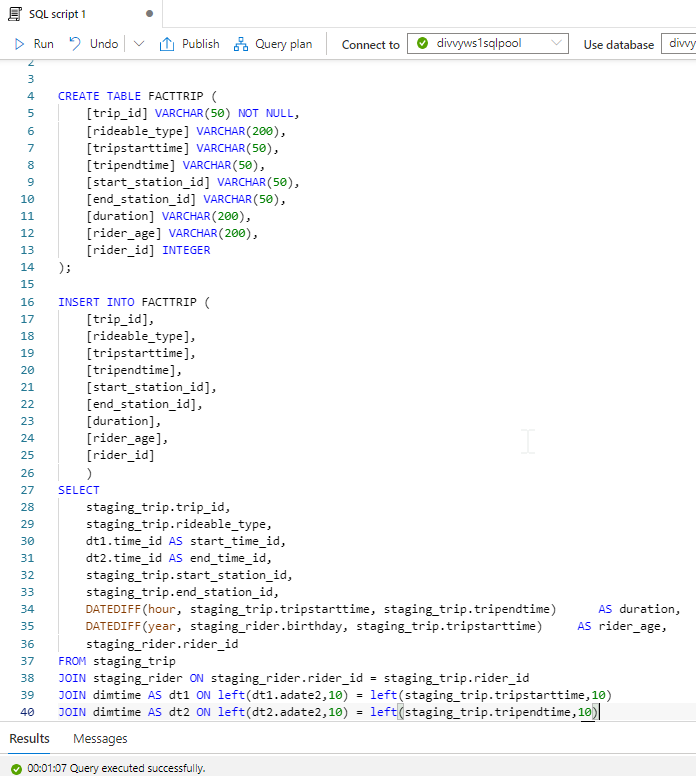 SQL script 1
Run Undo Publish Query plan Connect to divvyws1sqlpool Use database divvy
2
3
4 CREATE TABLE FACTTRIP (
5 [trip_id] VARCHAR(50) NOT NULL,
6 [rideable_type] VARCHAR(200),
7 [tripstarttime] VARCHAR(50),
8 [tripendtime] VARCHAR(50),
9 [start_station_id] VARCHAR(50),
10 [end_station_id] VARCHAR(50),
11 [duration] VARCHAR(200),
12 [rider_age] VARCHAR(200),
13 [rider_id] INTEGER
14 );
15
16 INSERT INTO FACTTRIP (
17 [trip_id],
18 [rideable_type],
19 [tripstarttime],
20 [tripendtime],
21 [start_station_id],
22 [end_station_id],
23 [duration],
24 [rider_age],
25 [rider_id]
26 )
27 SELECT
28 staging_trip.trip_id,
29 staging_trip.rideable_type,
30 dt1.time_id AS start_time_id,
31 dt2.time_id AS end_time_id,
32 staging_trip.start_station_id,
33 staging_trip.end_station_id,
34 DATEDIFF(hour, staging_trip.tripstarttime, staging_trip.tripendtime) AS duration,
35 DATEDIFF(year, staging_rider.birthday, staging_trip.tripstarttime) AS rider_age,
36 staging_rider.rider_id
37 FROM staging_trip
38 JOIN staging_rider ON staging_rider.rider_id = staging_trip.rider_id
39 JOIN dimtime AS dt1 ON left(dt1.adate2,10) = left(staging_trip.tripstarttime,10)
40 JOIN dimtime AS dt2 ON left(dt2.adate2,10) = left(staging_trip.tripendtime,10)
Results Messages
00:01:07 Query executed successfully.